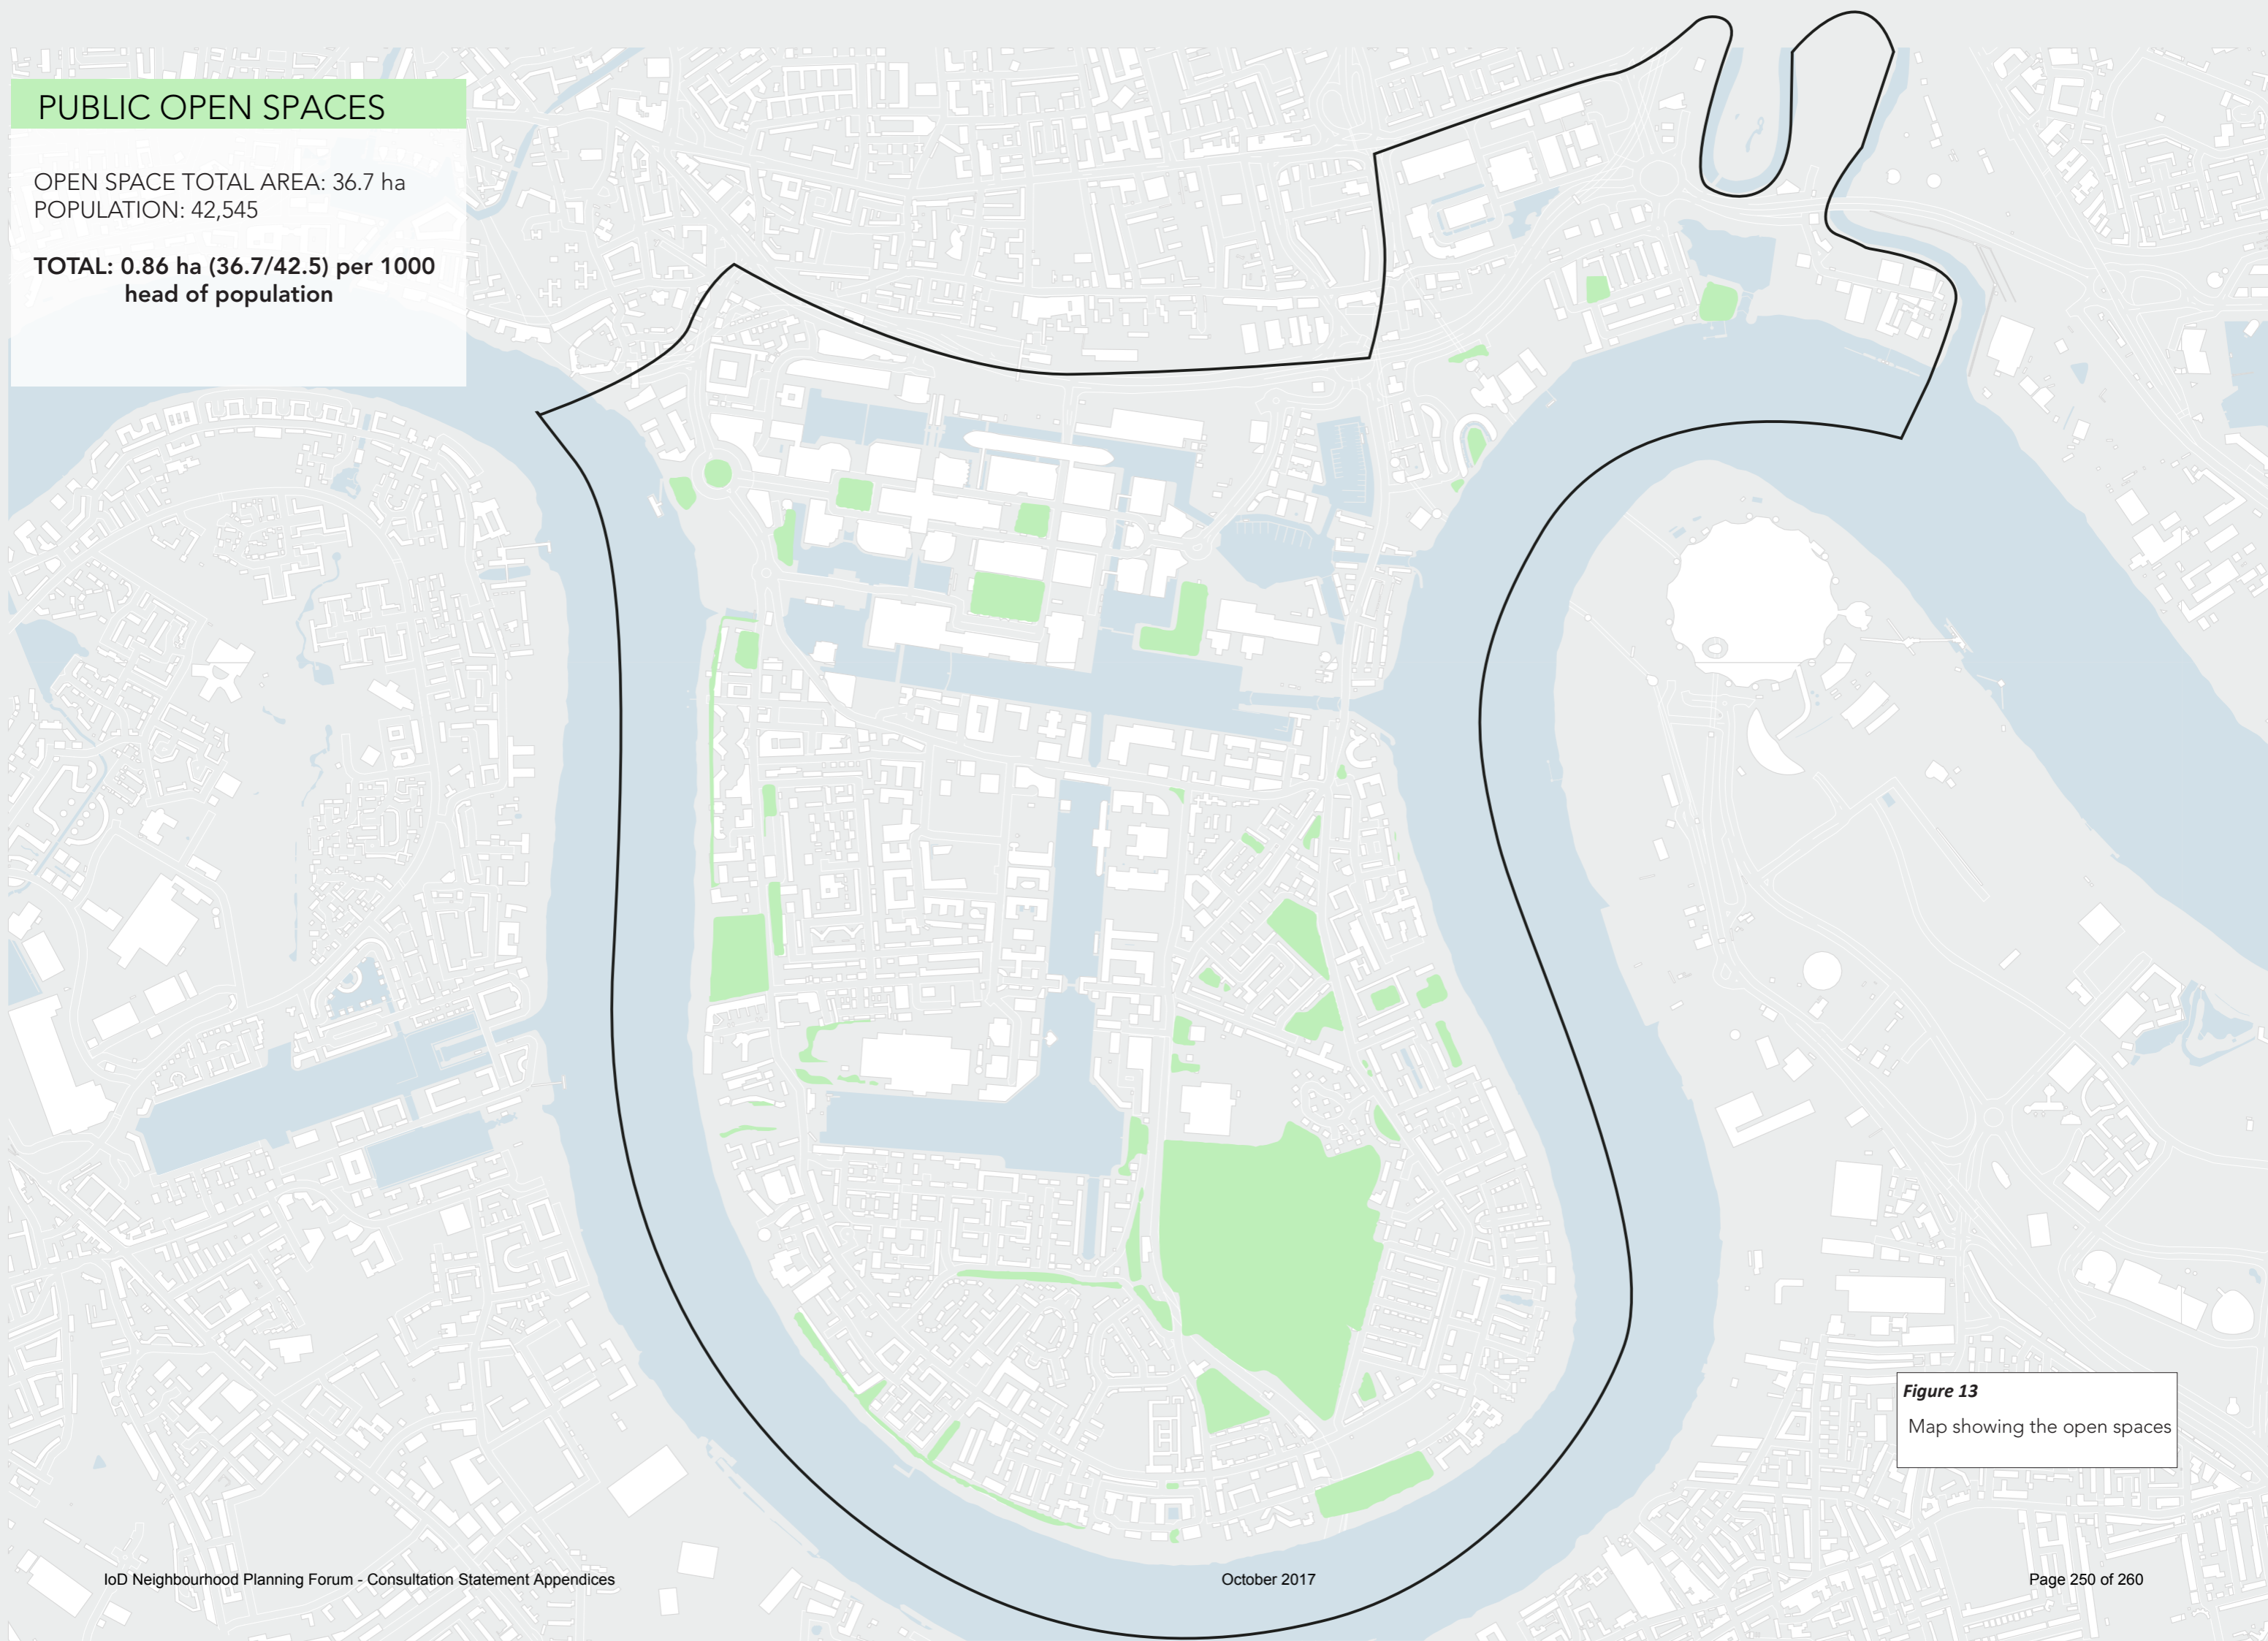 PUBLIC OPEN SPACES
OPEN SPACE TOTAL AREA: 36.7 ha
POPULATION: 42,545
TOTAL: 0.86 ha (36.7/42.5) per 1000
head of population
Figure 13
Map showing the open spaces
IoD Neighbourhood Planning Forum - Consultation Statement Appendices
October 2017
Page 250 of 260